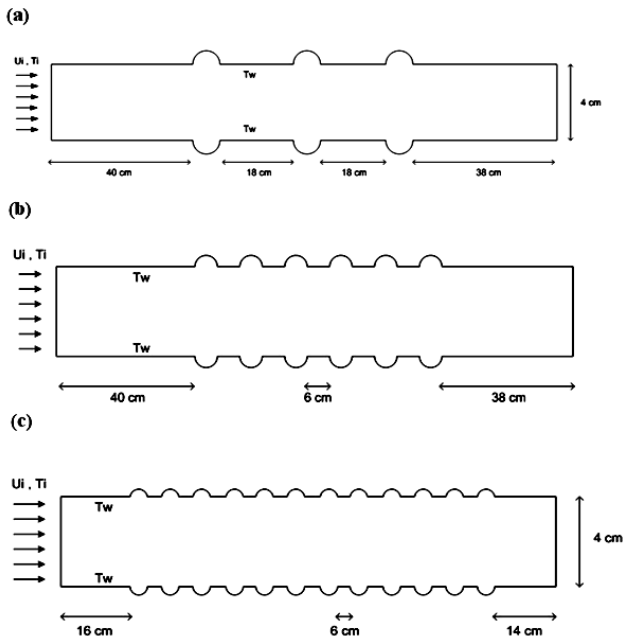 (a)
Ui , Ti
Tw
4 cm
Tw
40 cm 18 cm 18 cm 38 cm
(b)
Ui , Ti
Tw
Tw
40 cm 6 cm 38 cm
(c)
Ui , Ti
Tw
4 cm
Tw
16 cm 6 cm 14 cm